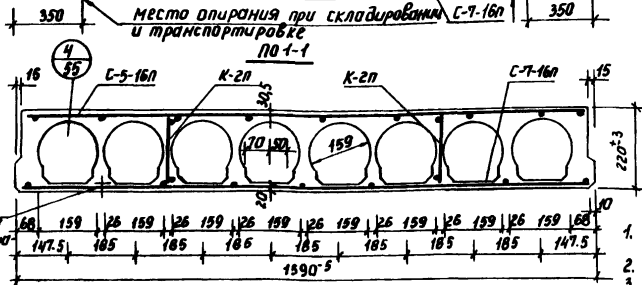 350
место опирания при складировании
и транспортировке
С-7-16п
350
ПО 1-1
4
55
16
С-5-16п
К-2п
30,5
К-2п
С-7-16п
15
70
50
159
220±3
20
10
68 159 26 159 26 159 26 159 26 159 26 159 26 159 26 159 68
147.5 185 185 185 185 185 185 185 147.5
1590-5
1.
2.